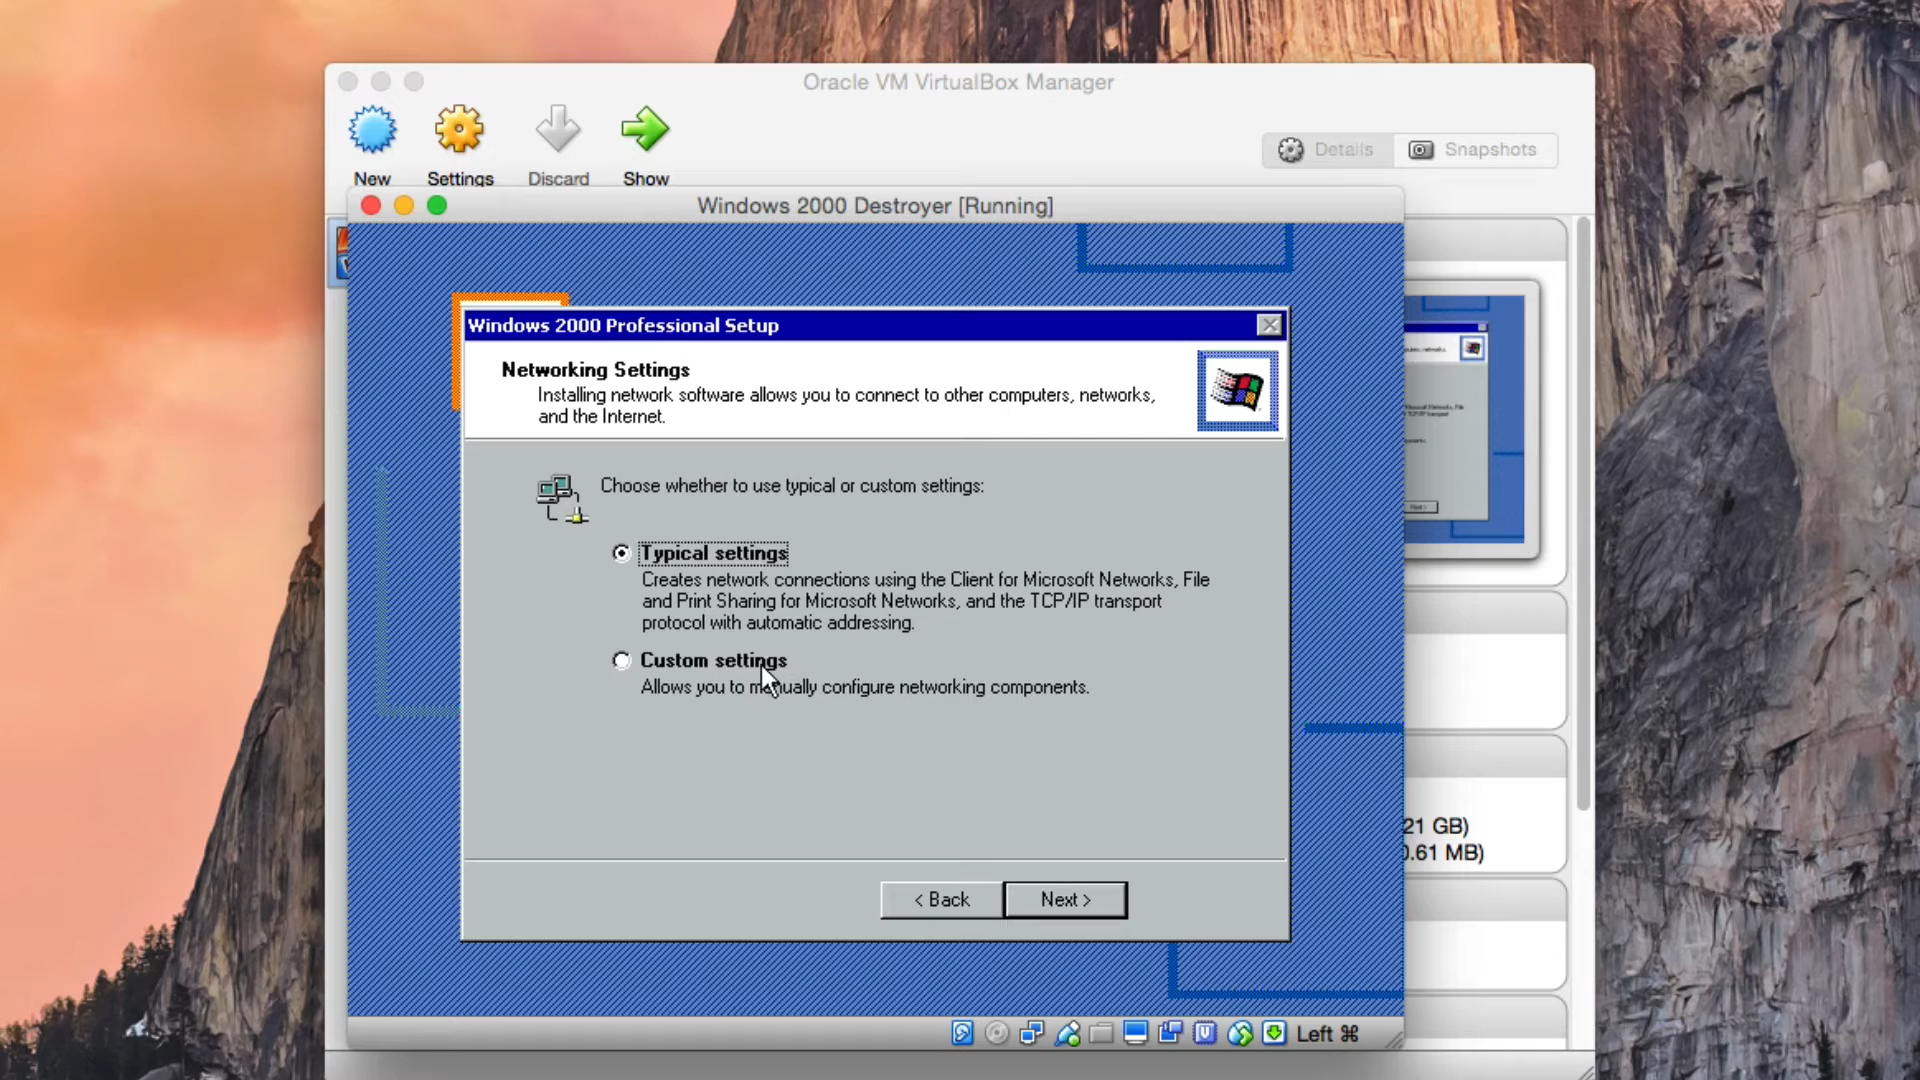 Oracle VM VirtualBox Manager
New
Settings
Discard
Show
Details
Snapshots
Windows 2000 Destroyer [Running]
Windows 2000 Professional Setup
Networking Settings
Installing network software allows you to connect to other computers, networks,
and the Internet.
Choose whether to use typical or custom settings:
Typical settings
Creates network connections using the Client for Microsoft Networks, File
and Print Sharing for Microsoft Networks, and the TCP/IP transport
protocol with automatic addressing.
Custom settings
Allows you to manually configure networking components.
< Back
Next >
21 GB)
0.61 MB)
Left ⌘